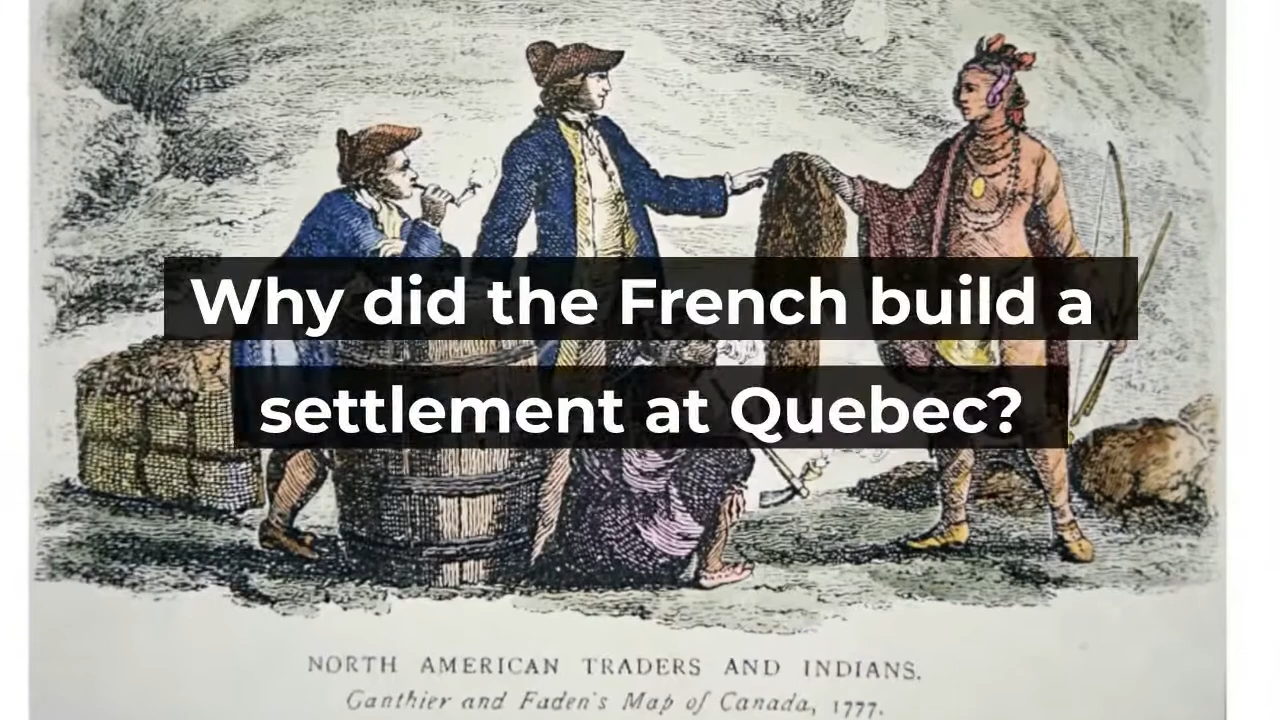 Why did the French build a
settlement at Quebec?
NORTH AMERICAN TRADERS AND INDIANS.
Ganthier and Faden's Map of Canada, 1777.